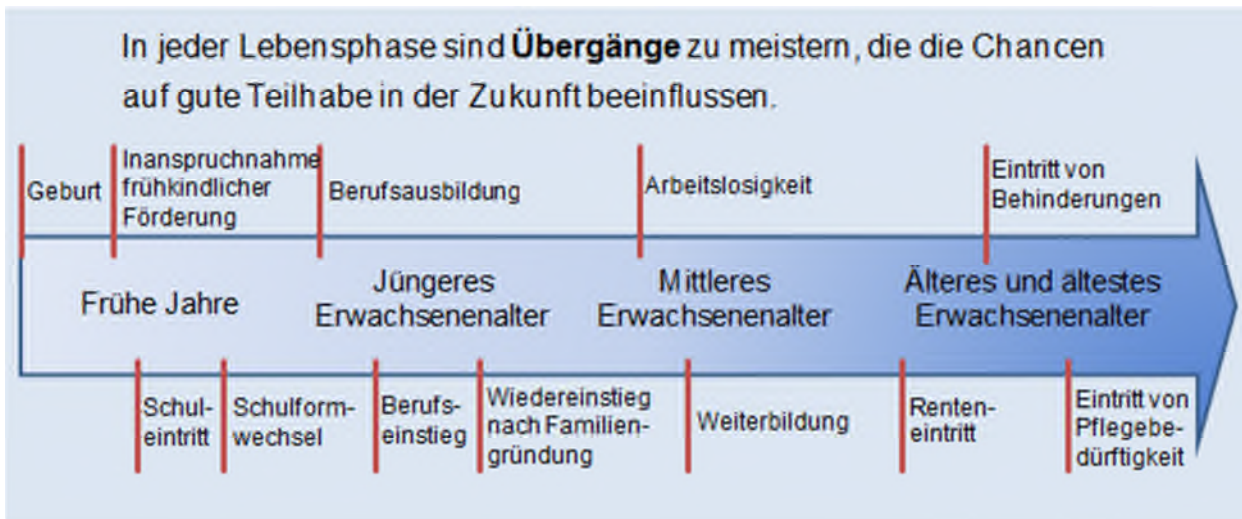 In jeder Lebensphase sind Übergänge zu meistern, die die Chancen
auf gute Teilhabe in der Zukunft beeinflussen.
Geburt
Inanspruchnahme
frühkindlicher
Förderung
Berufsausbildung
Arbeitslosigkeit
Eintritt von
Behinderungen
Frühe Jahre
Jüngeres
Erwachsenenalter
Mittleres
Erwachsenenalter
Älteres und ältestes
Erwachsenenalter
Schul-
eintritt
Schulform-
wechsel
Berufs-
einstieg
Wiedereinstieg
nach Familien-
gründung
Weiterbildung
Renten-
eintritt
Eintritt von
Pflegebe-
dürftigkeit